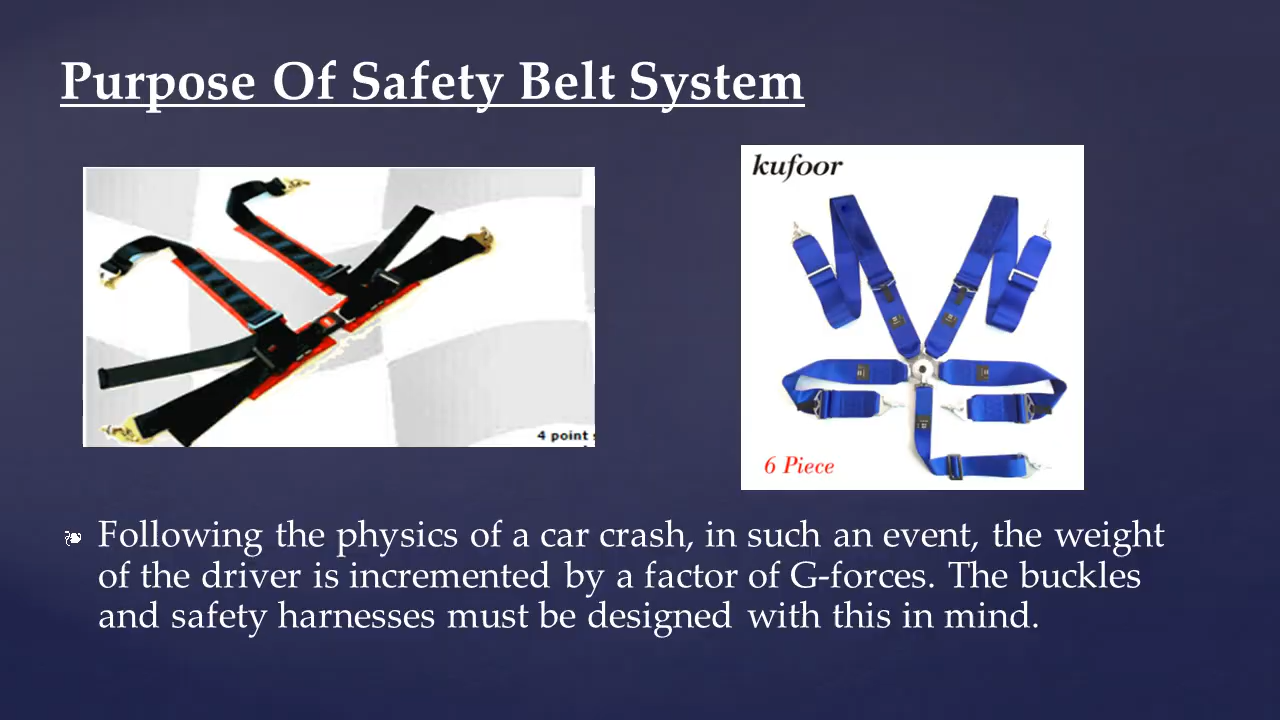 Purpose Of Safety Belt System
kufoor
4 point
6 Piece
Following the physics of a car crash, in such an event, the weight
of the driver is incremented by a factor of G-forces. The buckles
and safety harnesses must be designed with this in mind.